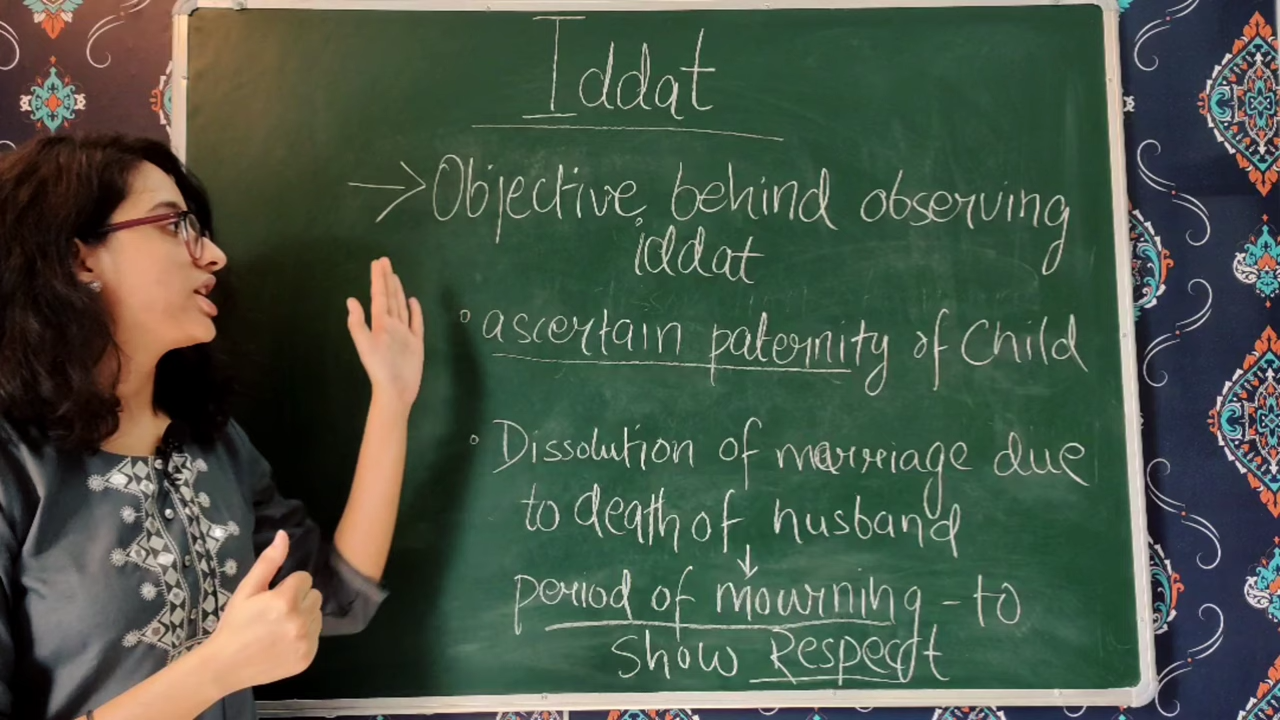 Iddat
→ Objective behind observing
iddat
° ascertain paternity of Child
° Dissolution of marriage due
to death of husband
↓
period of mourning - to
show Respect